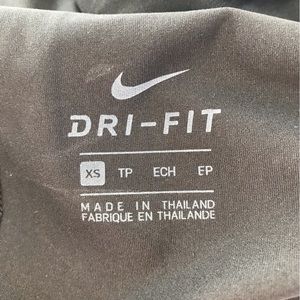 DRI-FIT
XS TP ECH EP
MADE IN THAILAND
FABRIQUE EN THAILANDE